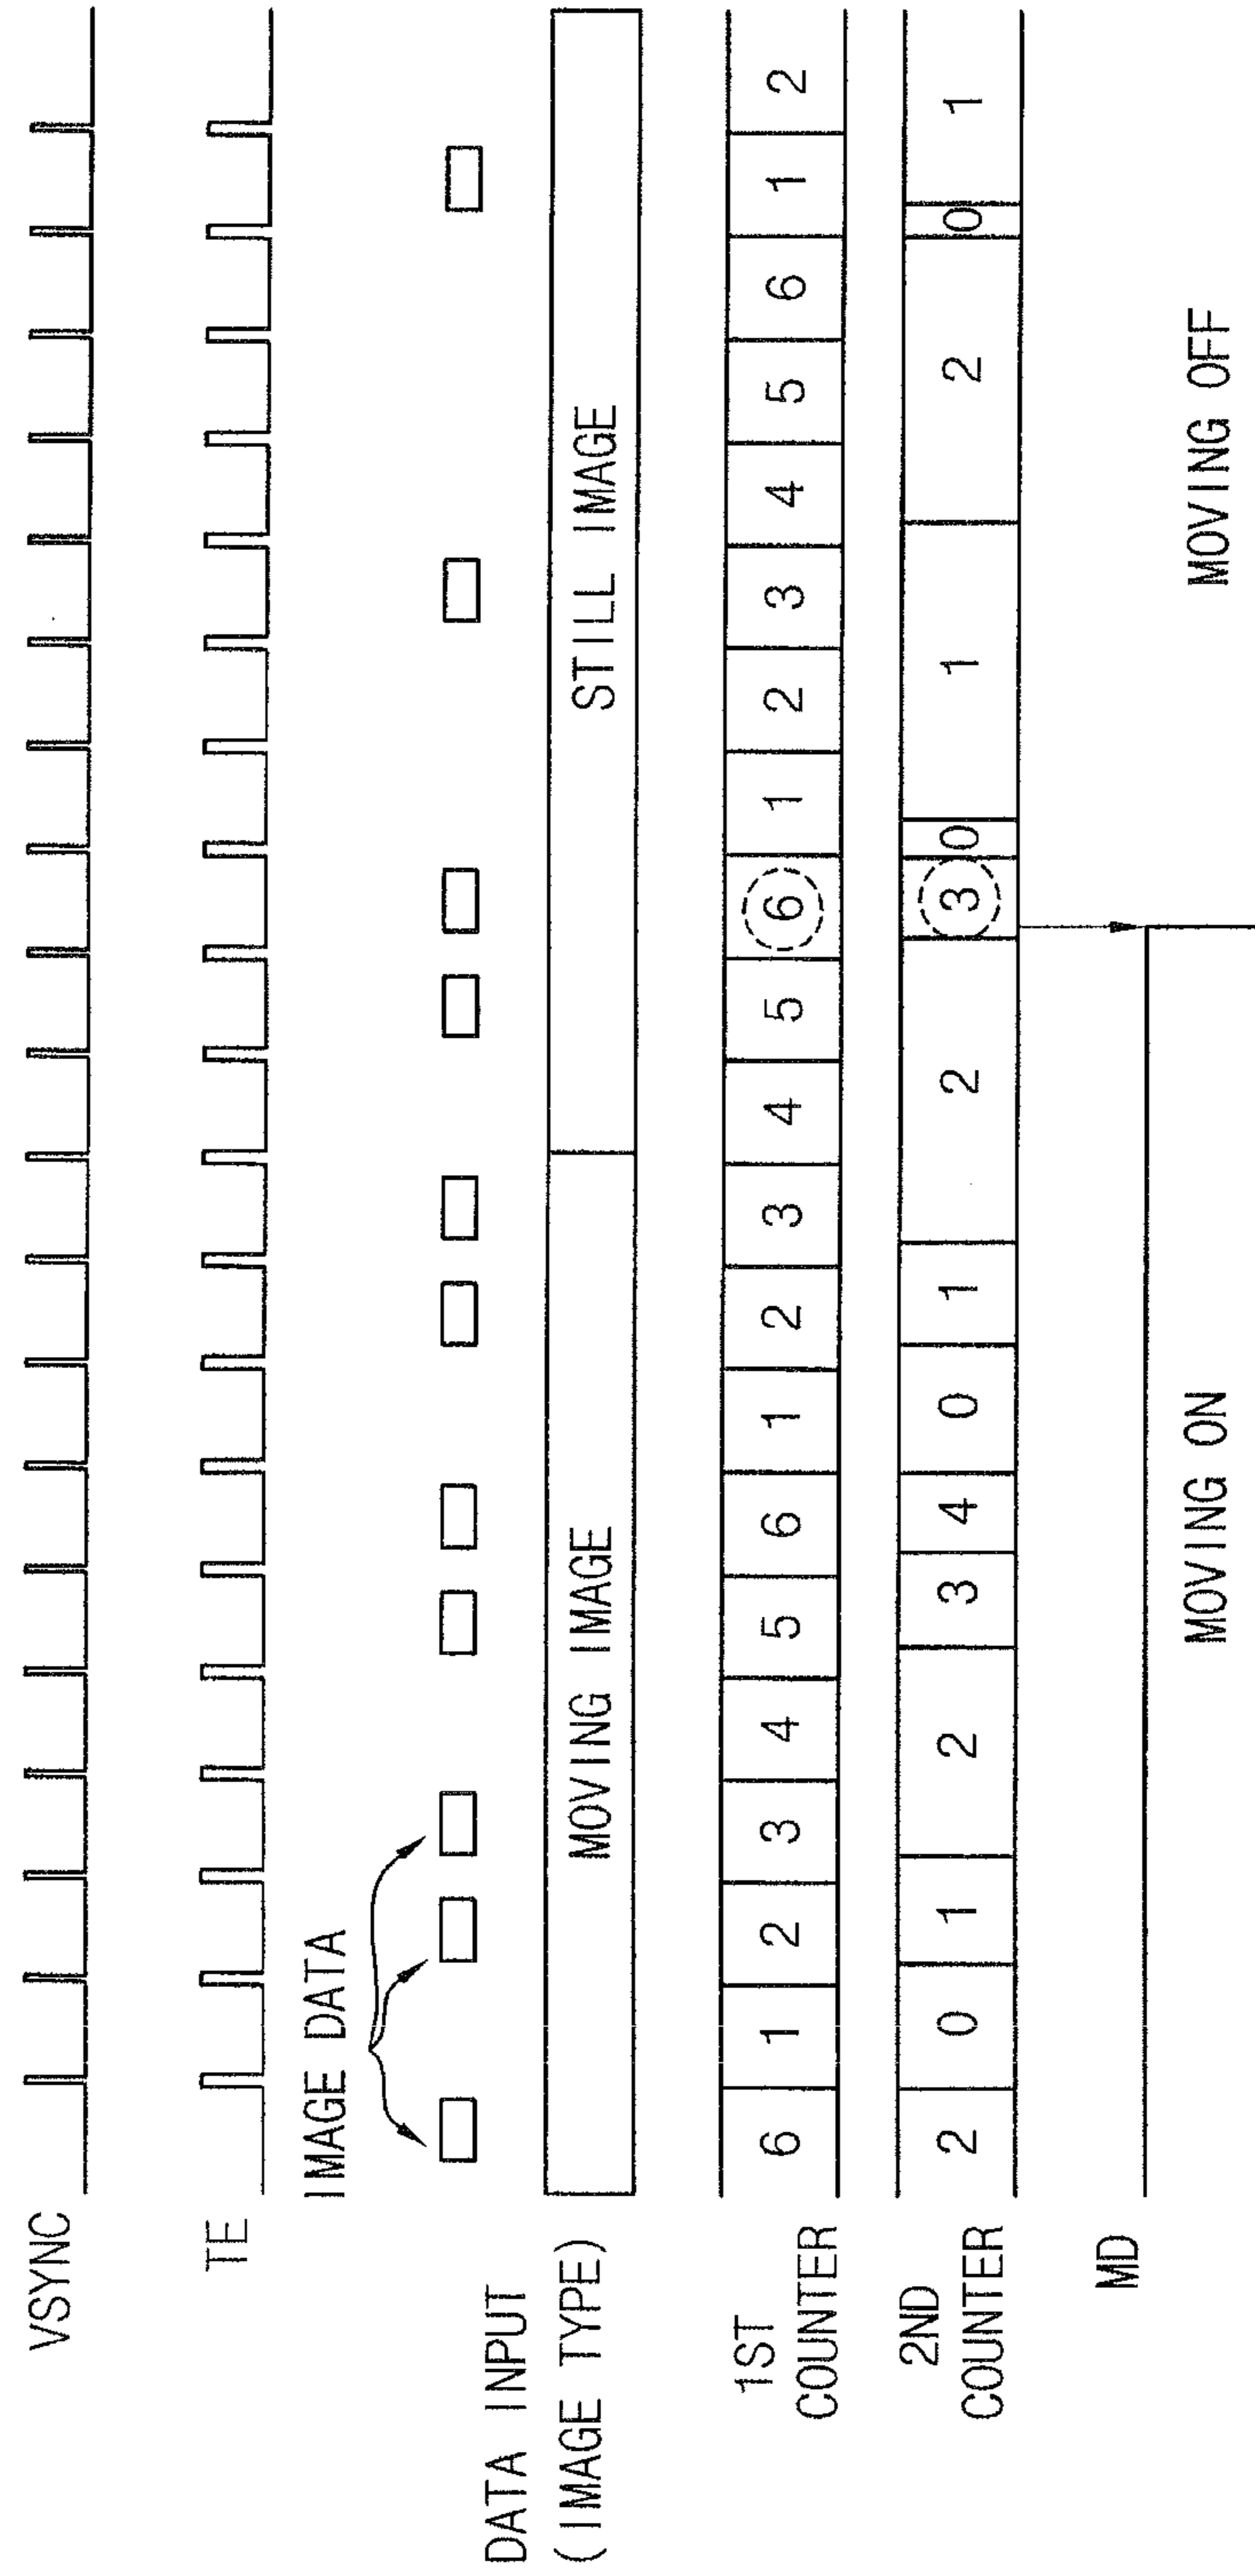 VSYNC
TE
IMAGE DATA
DATA INPUT
(IMAGE TYPE)
MOVING IMAGE
STILL IMAGE
1ST
COUNTER
6 1 2 3 4 5 6 1 2 3 4 5 6 1 2 3 4 5 6 1 2
2ND
COUNTER
2 0 1 2 3 4 0 1 2 3 0 1 2 0 1
MD
MOVING ON
MOVING OFF